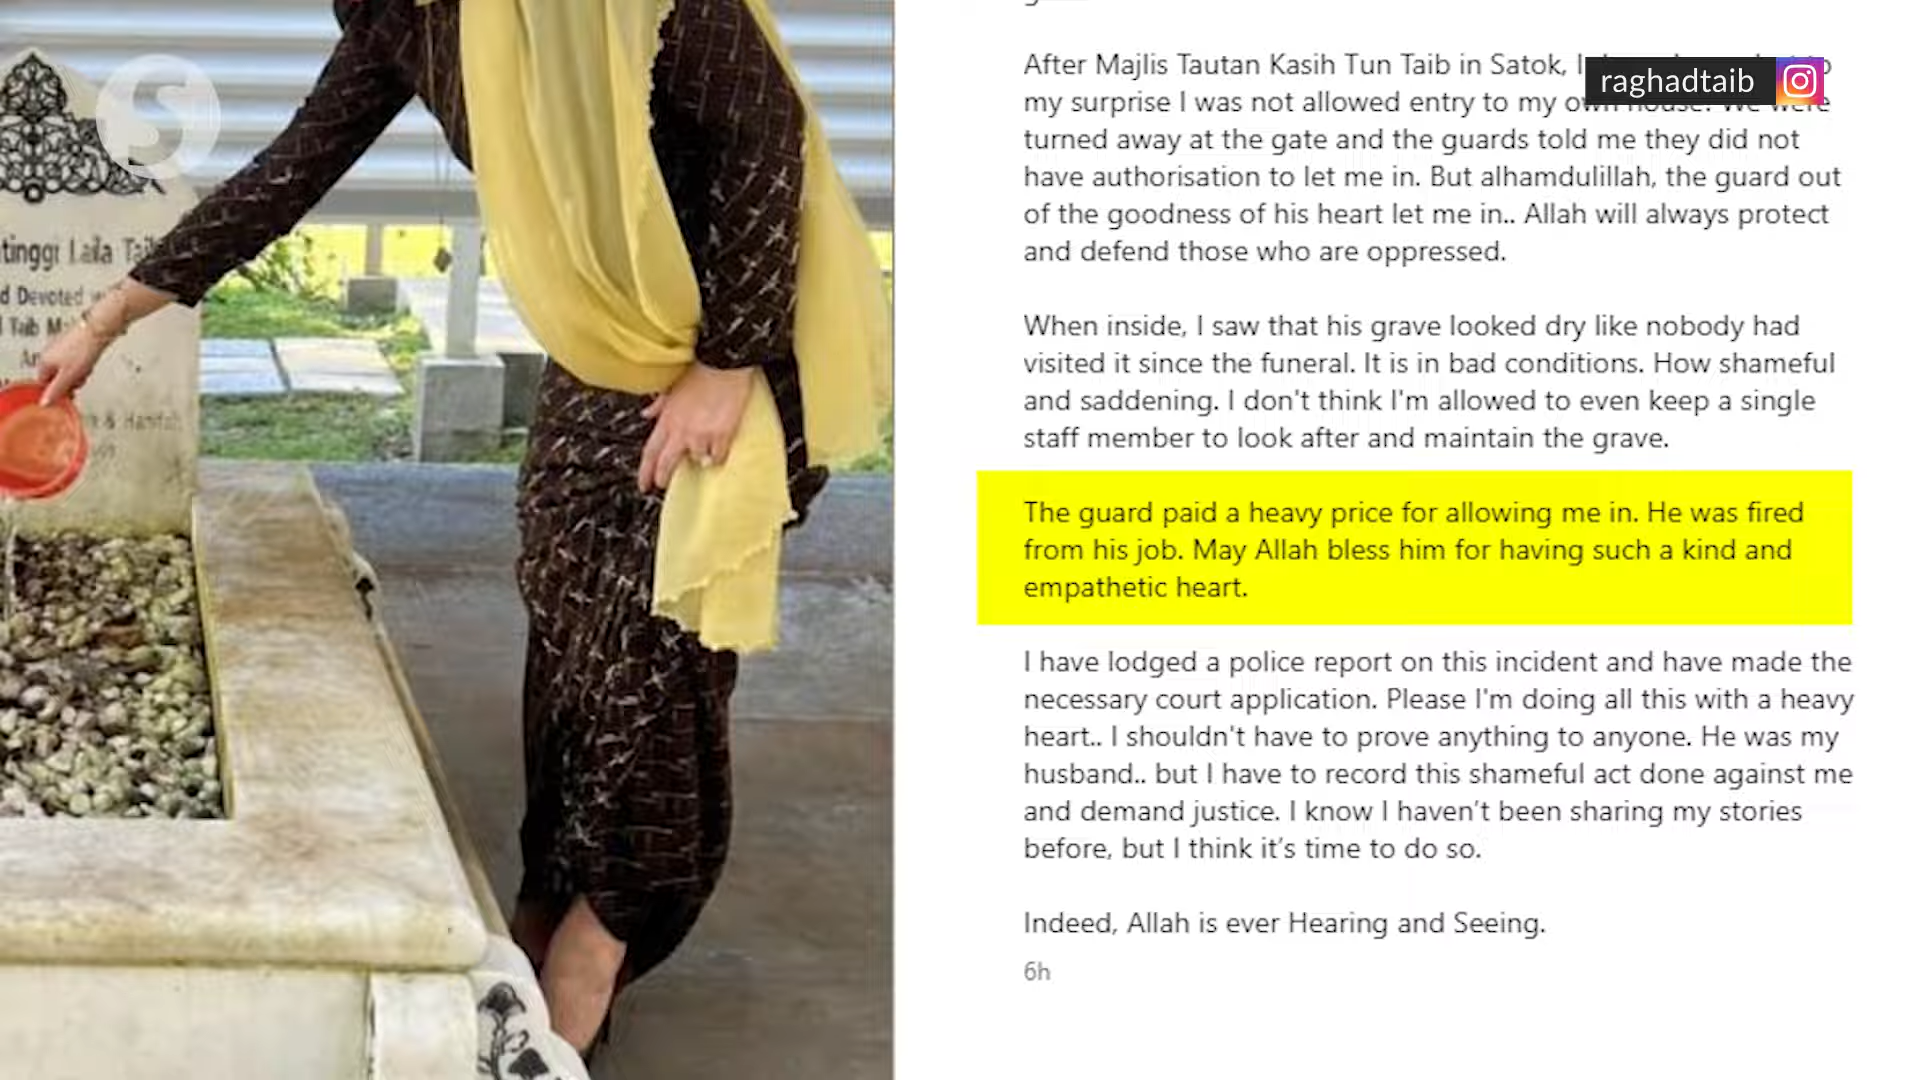 S
tinggi Laila
d Devoted
Taib
raghadtaib
After Majlis Tautan Kasih Tun Taib in Satok, I
my surprise I was not allowed entry to my own house. We were
turned away at the gate and the guards told me they did not
have authorisation to let me in. But alhamdulillah, the guard out
of the goodness of his heart let me in.. Allah will always protect
and defend those who are oppressed.
When inside, I saw that his grave looked dry like nobody had
visited it since the funeral. It is in bad conditions. How shameful
and saddening. I don't think I'm allowed to even keep a single
staff member to look after and maintain the grave.
The guard paid a heavy price for allowing me in. He was fired
from his job. May Allah bless him for having such a kind and
empathetic heart.
I have lodged a police report on this incident and have made the
necessary court application. Please I'm doing all this with a heavy
heart.. I shouldn't have to prove anything to anyone. He was my
husband.. but I have to record this shameful act done against me
and demand justice. I know I haven’t been sharing my stories
before, but I think it’s time to do so.
Indeed, Allah is ever Hearing and Seeing.
6h